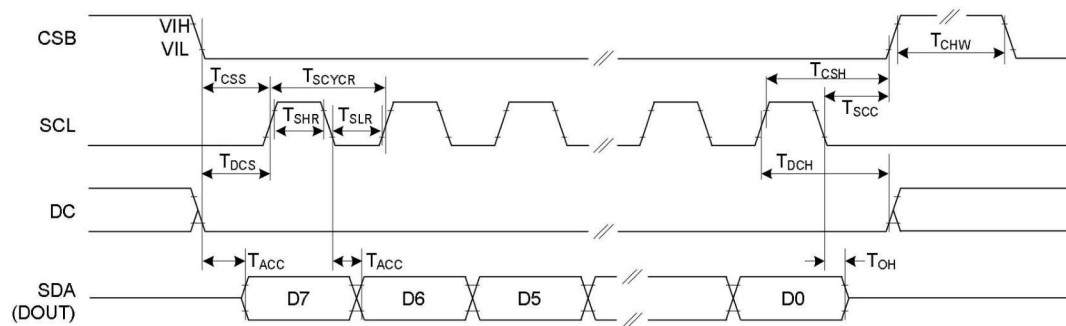 CSB
VIH
VIL
TCHW
TCSS
TSCYCR
TCSH
TSCC
SCL
TSHR
TSLR
TDCS
TDCH
DC
TACC
TACC
TOH
SDA
(DOUT)
D7
D6
D5
D0